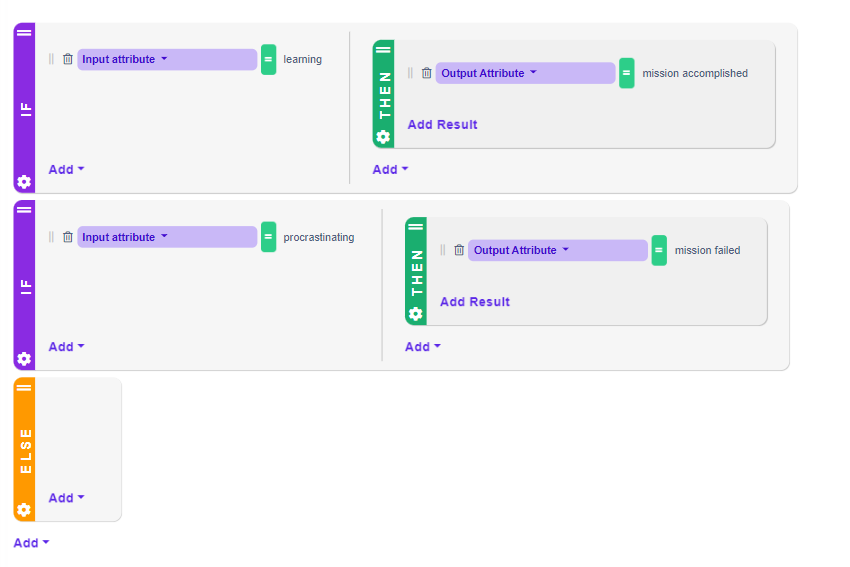 IF
Input attribute = learning
THEN
Output Attribute = mission accomplished
Add Result
Add
Add
IF
Input attribute = procrastinating
THEN
Output Attribute = mission failed
Add Result
Add
Add
ELSE
Add
Add